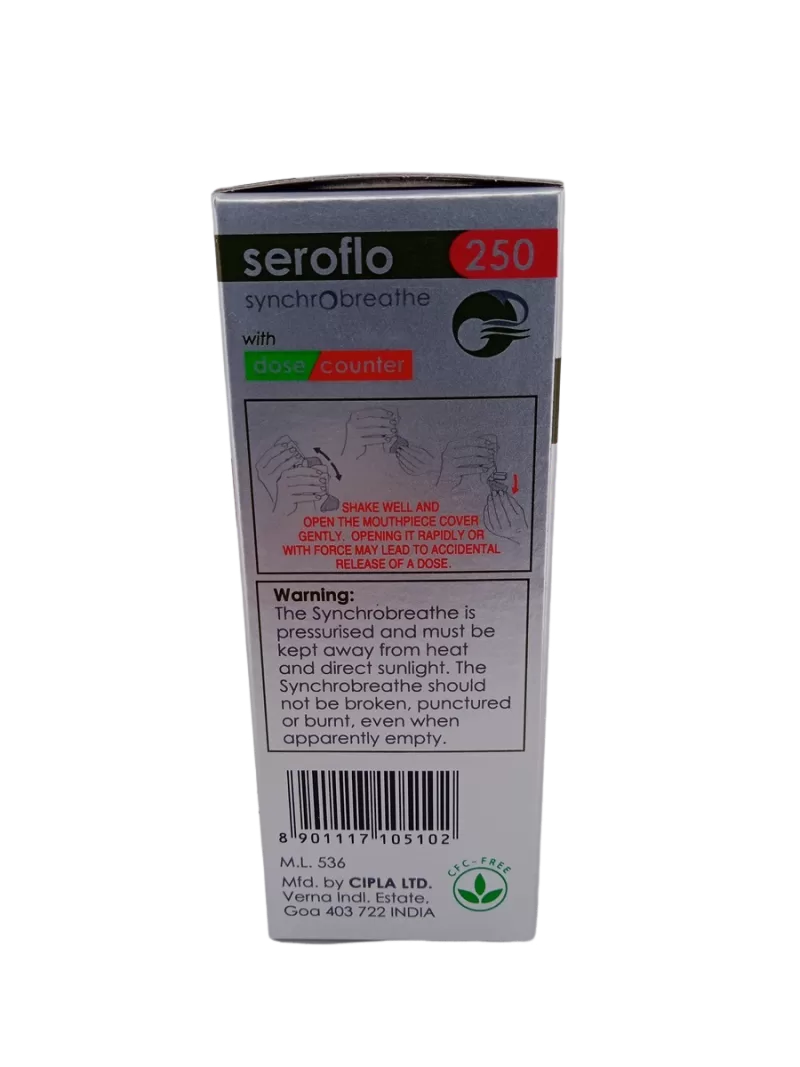 seroflo 250
synchrobreathe
with
dose counter
SHAKE WELL AND
OPEN THE MOUTHPIECE COVER
GENTLY. OPENING IT RAPIDLY OR
WITH FORCE MAY LEAD TO ACCIDENTAL
RELEASE OF A DOSE.
Warning:
The Synchrobreathe is
pressurised and must be
kept away from heat
and direct sunlight. The
Synchrobreathe should
not be broken, punctured
or burnt, even when
apparently empty.
8 901117 105102
M.L. 536
CFC-FREE
Mfd. by CIPLA LTD.
Verna Indl. Estate,
Goa 403 722 INDIA